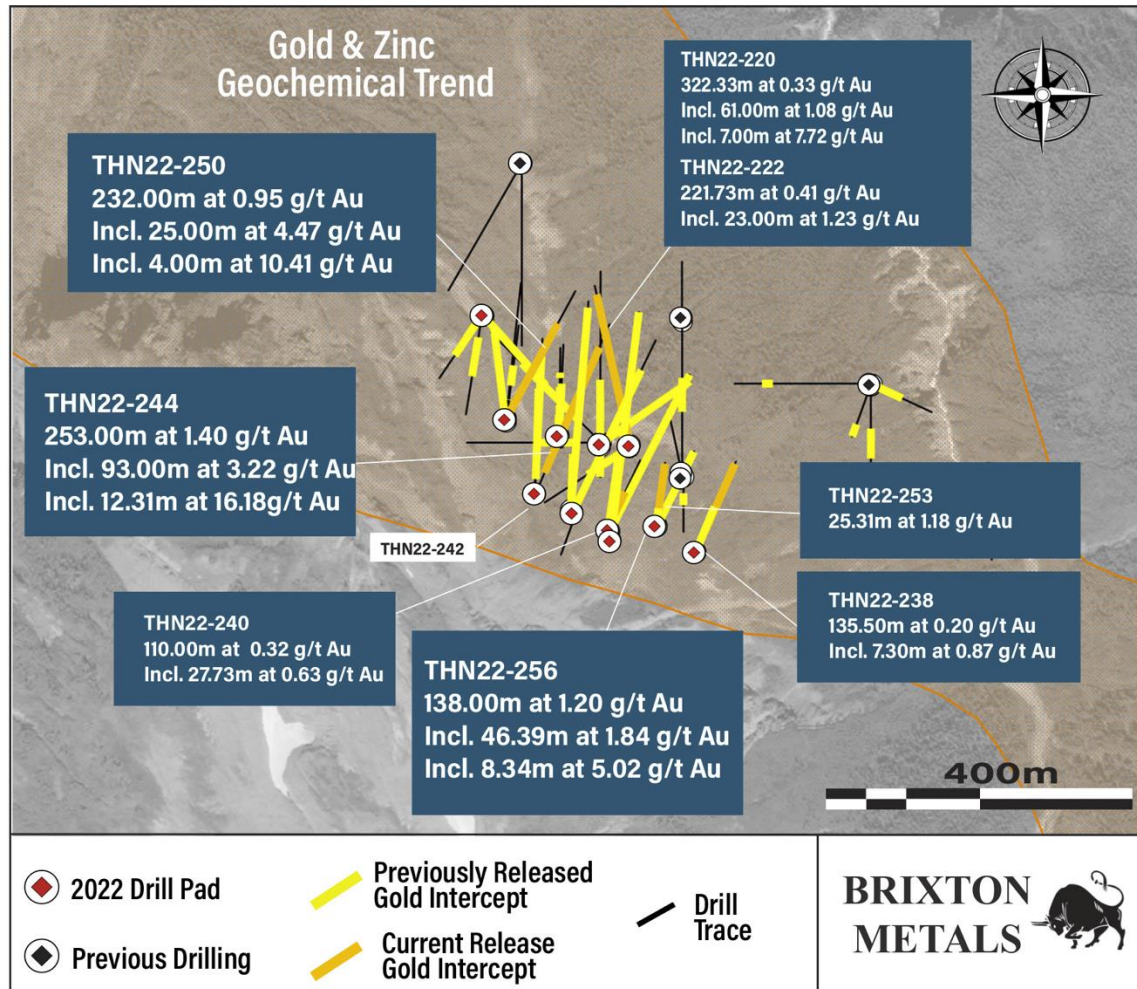 Gold & Zinc
Geochemical Trend
THN22-220
322.33m at 0.33 g/t Au
Incl. 61.00m at 1.08 g/t Au
Incl. 7.00m at 7.72 g/t Au
THN22-222
221.73m at 0.41 g/t Au
Incl. 23.00m at 1.23 g/t Au
THN22-250
232.00m at 0.95 g/t Au
Incl. 25.00m at 4.47 g/t Au
Incl. 4.00m at 10.41 g/t Au
THN22-244
253.00m at 1.40 g/t Au
Incl. 93.00m at 3.22 g/t Au
Incl. 12.31m at 16.18g/t Au
THN22-253
25.31m at 1.18 g/t Au
THN22-242
THN22-238
135.50m at 0.20 g/t Au
Incl. 7.30m at 0.87 g/t Au
THN22-240
110.00m at 0.32 g/t Au
Incl. 27.73m at 0.63 g/t Au
THN22-256
138.00m at 1.20 g/t Au
Incl. 46.39m at 1.84 g/t Au
Incl. 8.34m at 5.02 g/t Au
400m
2022 Drill Pad
Previous Drilling
Previously Released
Gold Intercept
Current Release
Gold Intercept
Drill
Trace
BRIXTON
METALS